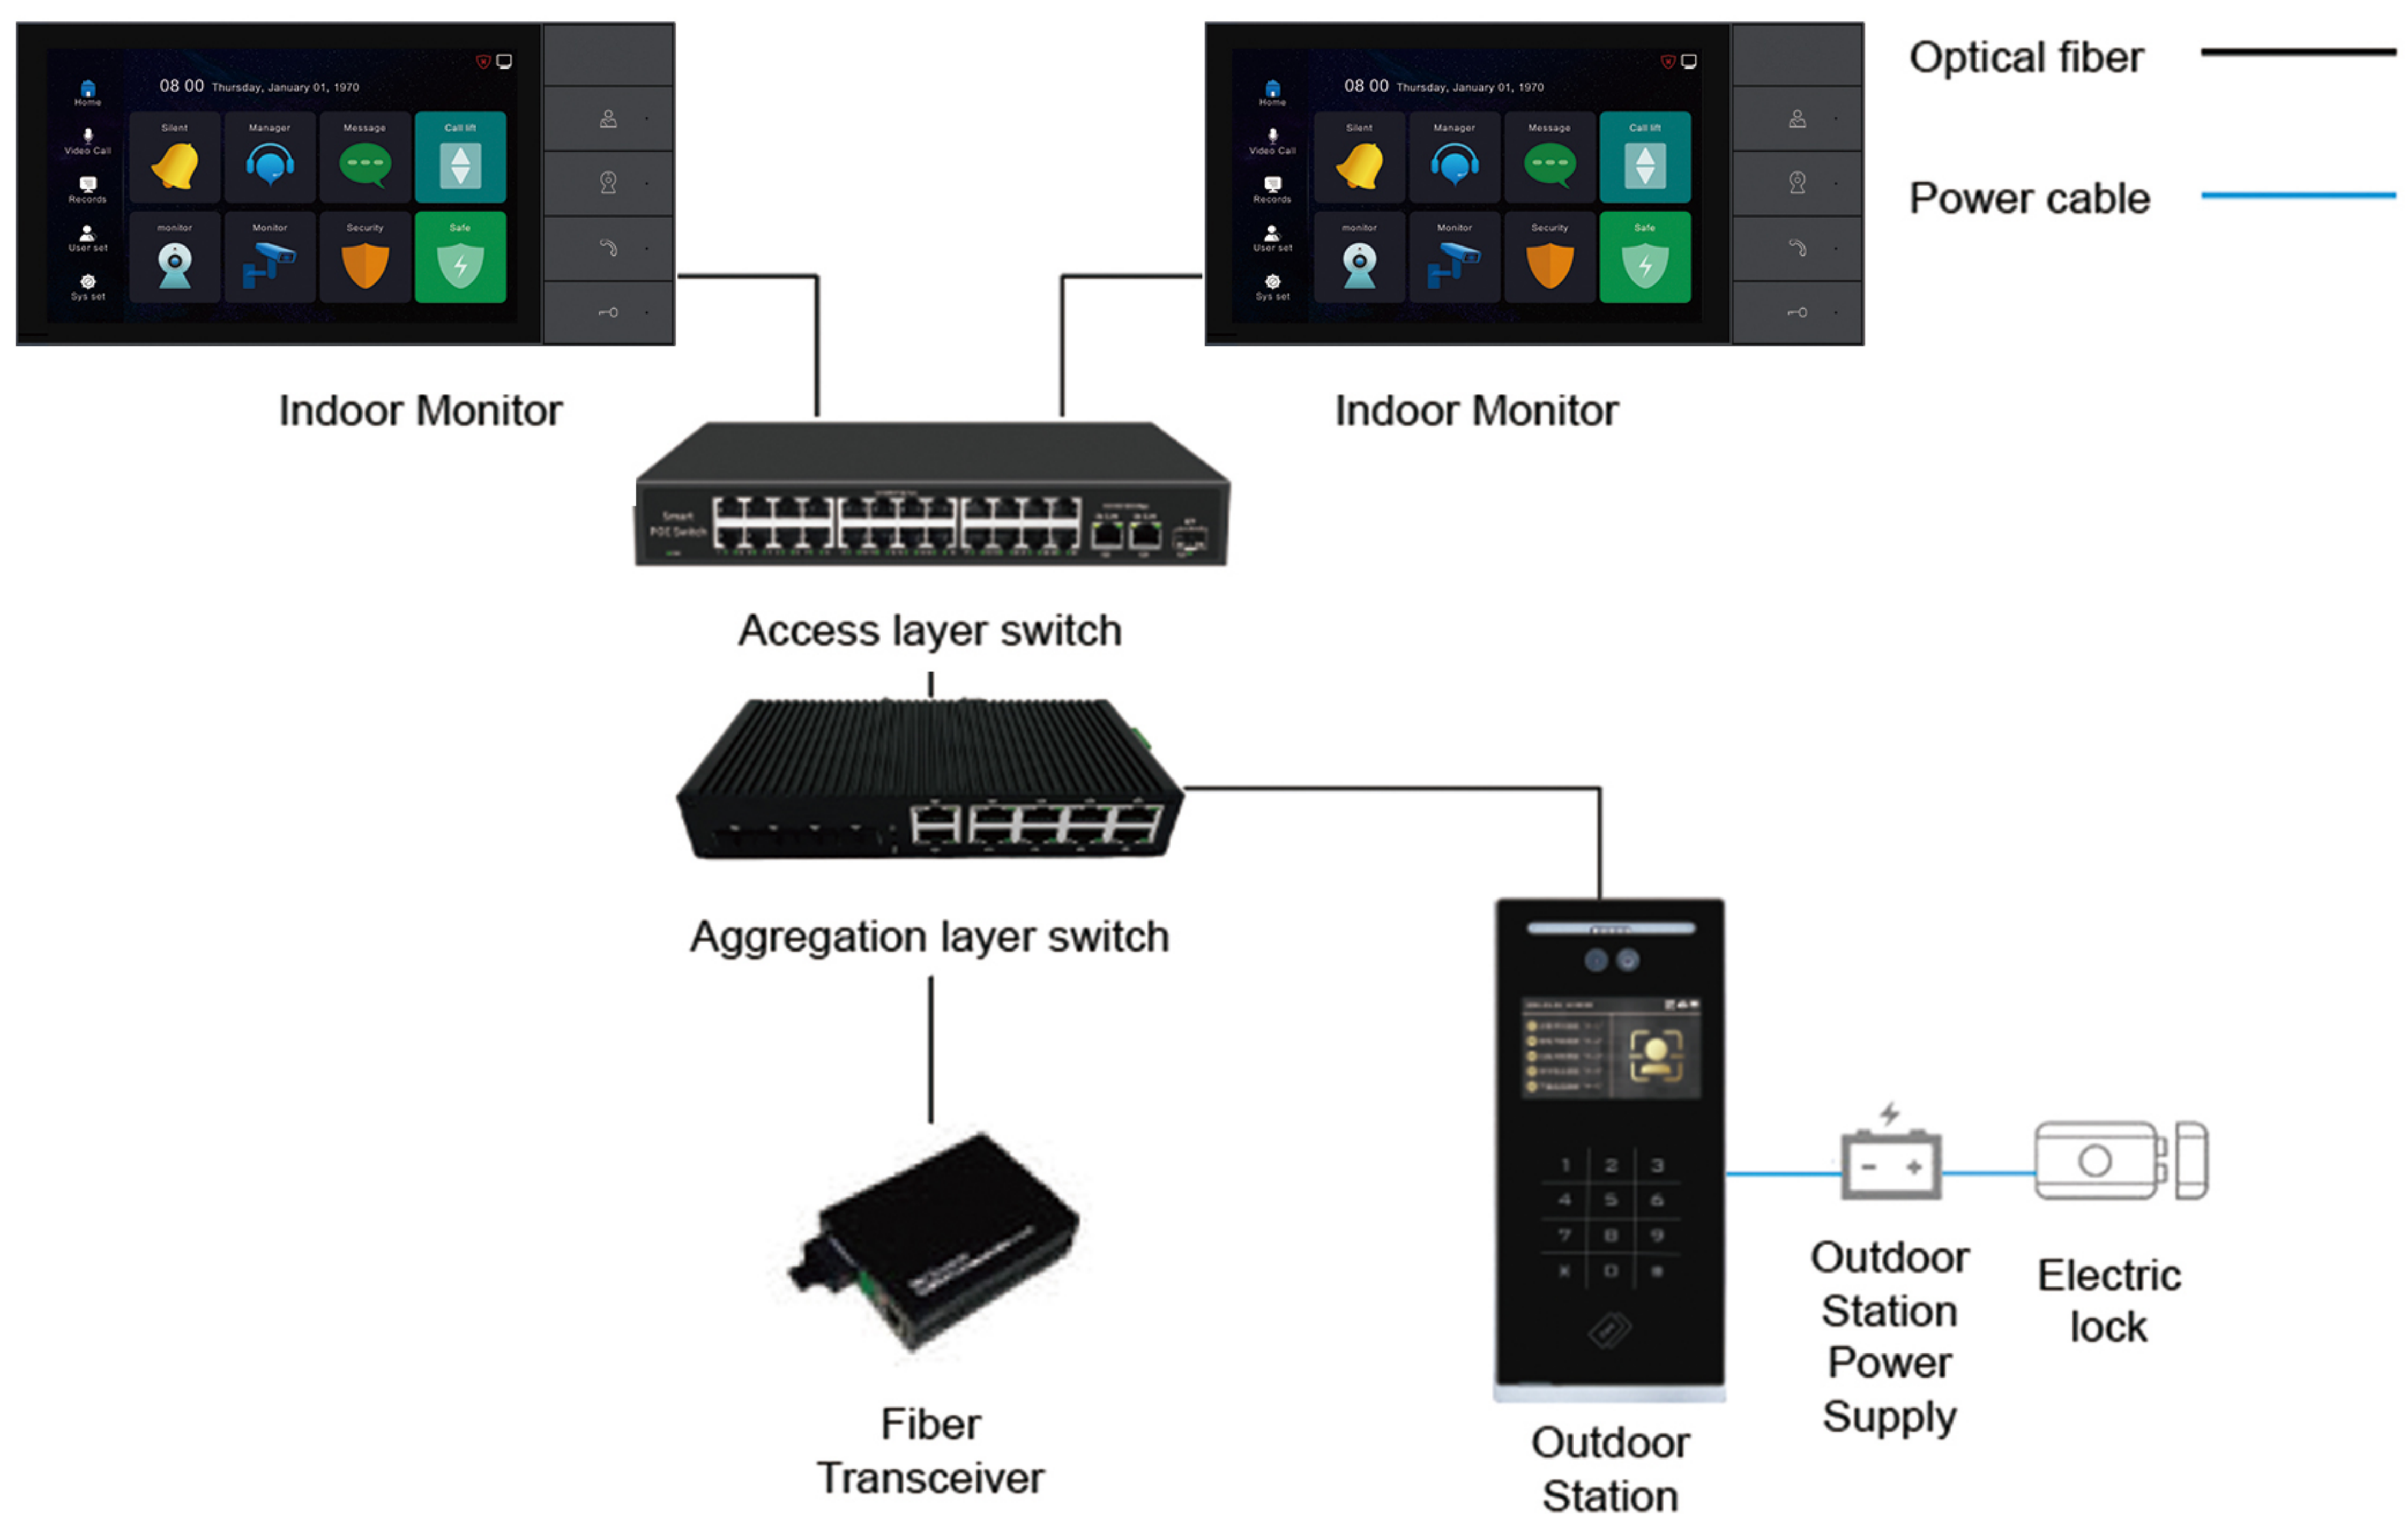 08 00 Thursday, January 01, 1970
Home
Video Call
Records
User set
Sys set
Silent
Manager
Message
Call lift
monitor
Monitor
Security
Safe
Indoor Monitor
08 00 Thursday, January 01, 1970
Home
Video Call
Records
User set
Sys set
Silent
Manager
Message
Call lift
monitor
Monitor
Security
Safe
Indoor Monitor
Optical fiber
Power cable
Smart
POE Switch
Access layer switch
Aggregation layer switch
Fiber
Transceiver
1 2 3
4 5 6
7 8 9
Outdoor
Station
Outdoor
Station
Power
Supply
Electric
lock